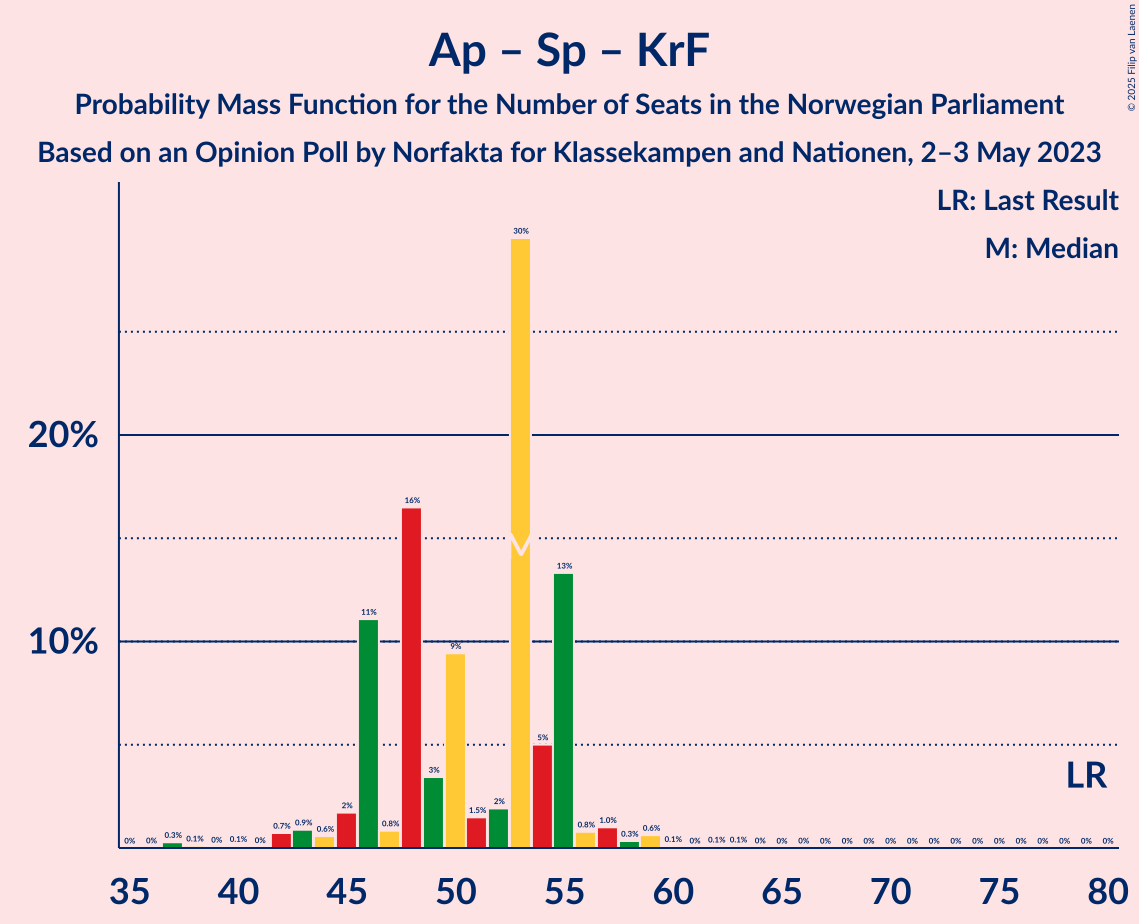 Ap – Sp – KrF
Probability Mass Function for the Number of Seats in the Norwegian Parliament
Based on an Opinion Poll by Norfakta for Klassekampen and Nationen, 2–3 May 2023
© 2025 Filip van Laenen
LR: Last Result
M: Median
20%
10%
0% 0% 0.3% 0.1% 0% 0.1% 0% 0.7% 0.9% 0.6% 2% 11% 0.8% 16% 3% 9% 1.5% 2% 30% 5% 13% 0.8% 1.0% 0.3% 0.6% 0.1% 0% 0.1% 0.1% 0% 0% 0% 0% 0% 0% 0% 0% 0% 0% 0% 0% 0% 0% 0% 0% 0%
M
LR
35 40 45 50 55 60 65 70 75 80